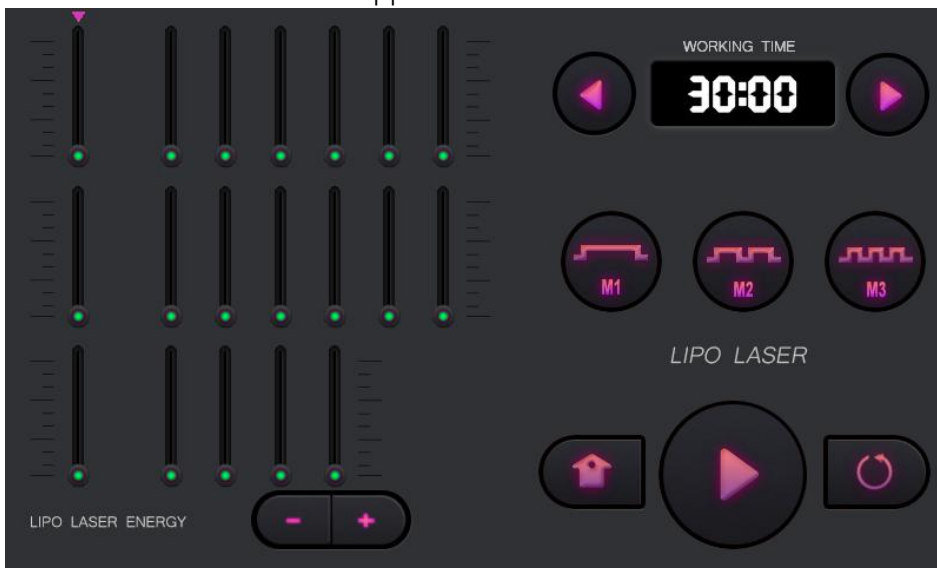 WORKING TIME
30:00
M1
M2
M3
LIPO LASER
LIPO LASER ENERGY
- +